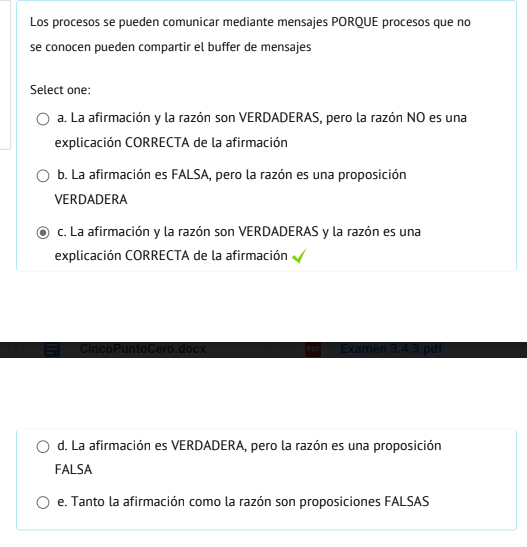 Los procesos se pueden comunicar mediante mensajes PORQUE procesos que no
se conocen pueden compartir el buffer de mensajes
Select one:
a. La afirmación y la razón son VERDADERAS, pero la razón NO es una
explicación CORRECTA de la afirmación
b. La afirmación es FALSA, pero la razón es una proposición
VERDADERA
c. La afirmación y la razón son VERDADERAS y la razón es una
explicación CORRECTA de la afirmación
CincoPuntoCero.docx
PDF
Examen 3.4.3.pdf
d. La afirmación es VERDADERA, pero la razón es una proposición
FALSA
e. Tanto la afirmación como la razón son proposiciones FALSAS